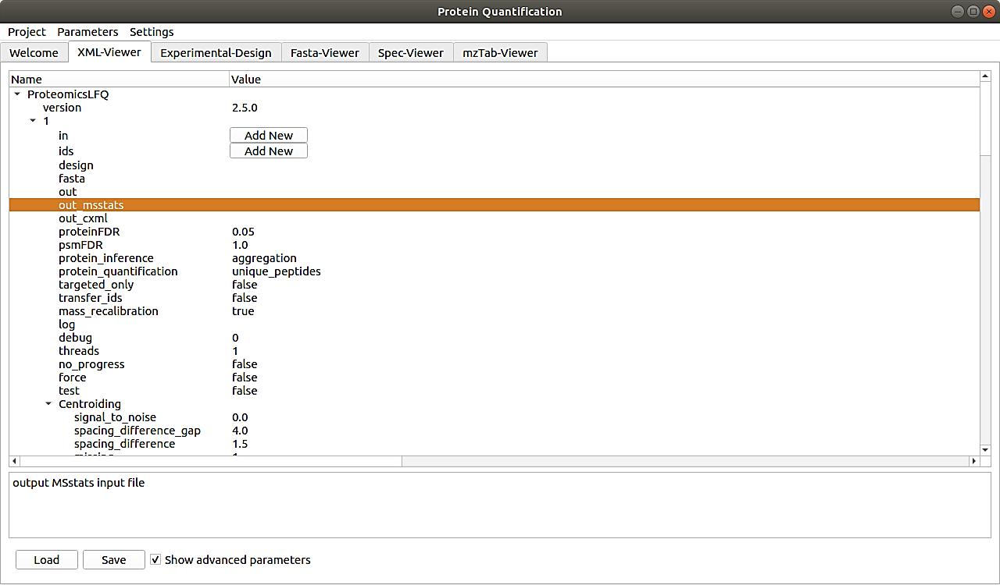 Protein Quantification
Project Parameters Settings
Welcome XML-Viewer Experimental-Design Fasta-Viewer Spec-Viewer mzTab-Viewer
Name Value
ProteomicsLFQ
version 2.5.0
1
in Add New
ids Add New
design
fasta
out
out_msstats
out_cxml
proteinFDR 0.05
psmFDR 1.0
protein_inference aggregation
protein_quantification unique_peptides
targeted_only false
transfer_ids false
mass_recalibration true
log
debug 0
threads 1
no_progress false
force false
test false
Centroiding
signal_to_noise 0.0
spacing_difference_gap 4.0
spacing_difference 1.5
output MSstats input file
Load Save Show advanced parameters